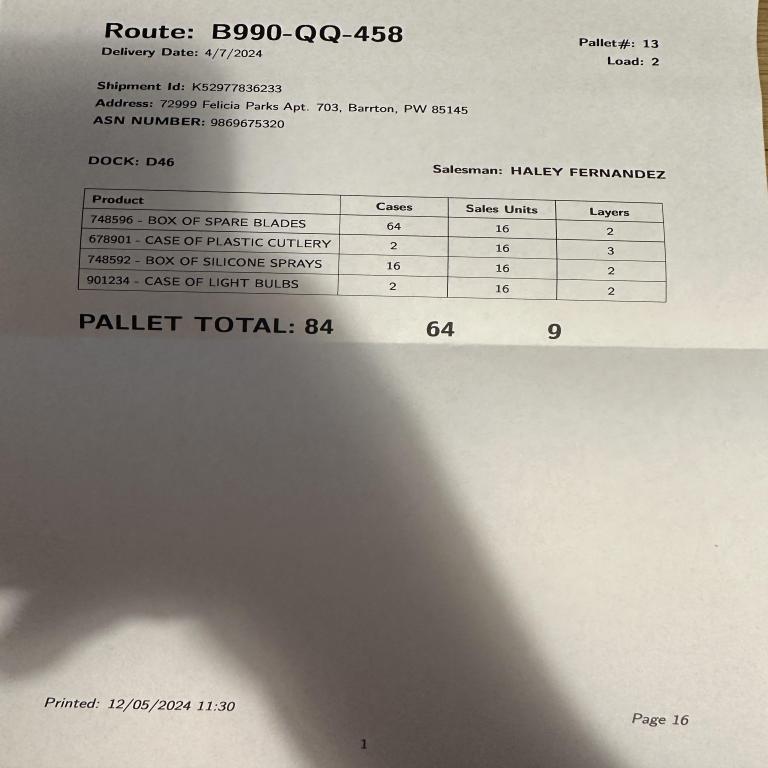 Route: B990-QQ-458
Delivery Date: 4/7/2024
Pallet#: 13
Load: 2
Shipment Id: K52977836233
Address: 72999 Felicia Parks Apt. 703, Barrton, PW 85145
ASN NUMBER: 9869675320
DOCK: D46
Salesman: HALEY FERNANDEZ
Product Cases Sales Units Layers
748596 - BOX OF SPARE BLADES 64 16 2
678901 - CASE OF PLASTIC CUTLERY 2 16 3
748592 - BOX OF SILICONE SPRAYS 16 16 2
901234 - CASE OF LIGHT BULBS 2 16 2
PALLET TOTAL: 84 64 9
Printed: 12/05/2024 11:30
Page 16
1